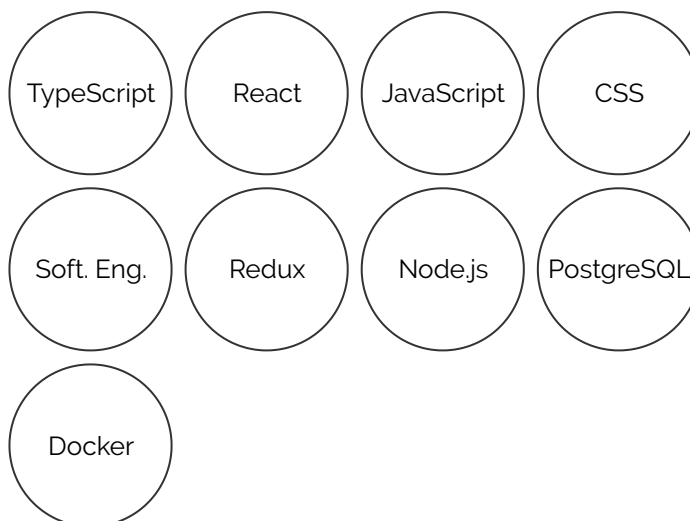 TypeScript React JavaScript CSS
Soft. Eng. Redux Node.js PostgreSQL
Docker